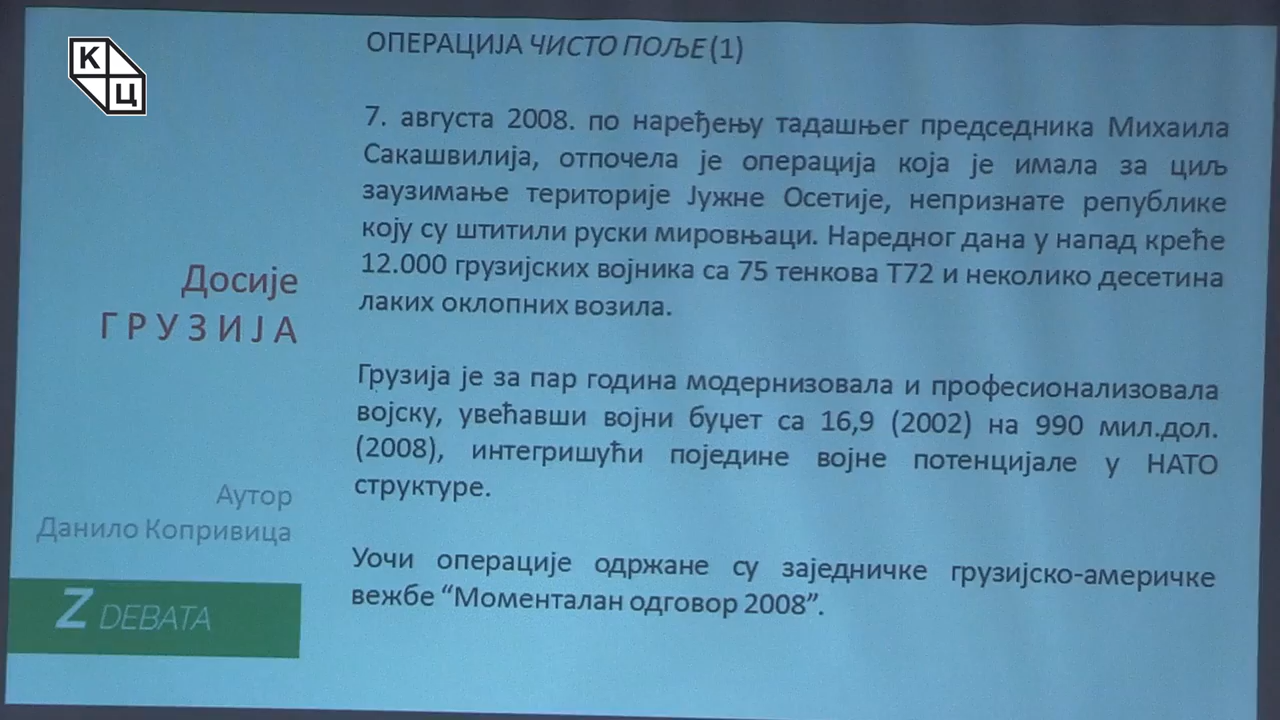 К
Ц
ОПЕРАЦИЈА ЧИСТО ПОЉЕ (1)
7. августа 2008. по наређењу тадашњег председника Михаила
Сакашвилија, отпочела је операција која је имала за циљ
заузимање територије Јужне Осетије, непризнате републике
коју су штитили руски мировњаци. Наредног дана у напад креће
12.000 грузијских војника са 75 тенкова Т72 и неколико десетина
лаких оклопних возила.
Грузија је за пар година модернизовала и професионализовала
војску, увећавши војни буџет са 16,9 (2002) на 990 мил.дол.
(2008), интегришући поједине војне потенцијале у НАТО
структуре.
Уочи операције одржане су заједничке грузијско-америчке
вежбе “Моменталан одговор 2008”.
Досије
ГРУЗИЈА
Аутор
Данило Копривица
Z DEBATA